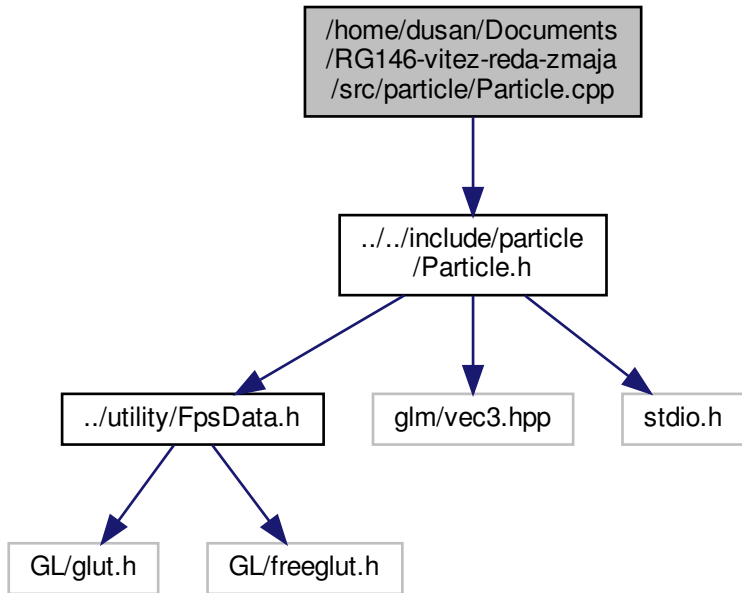 /home/dusan/Documents
/RG146-vitez-reda-zmaja
/src/particle/Particle.cpp
../../include/particle
/Particle.h
../utility/FpsData.h
glm/vec3.hpp
stdio.h
GL/glut.h
GL/freeglut.h